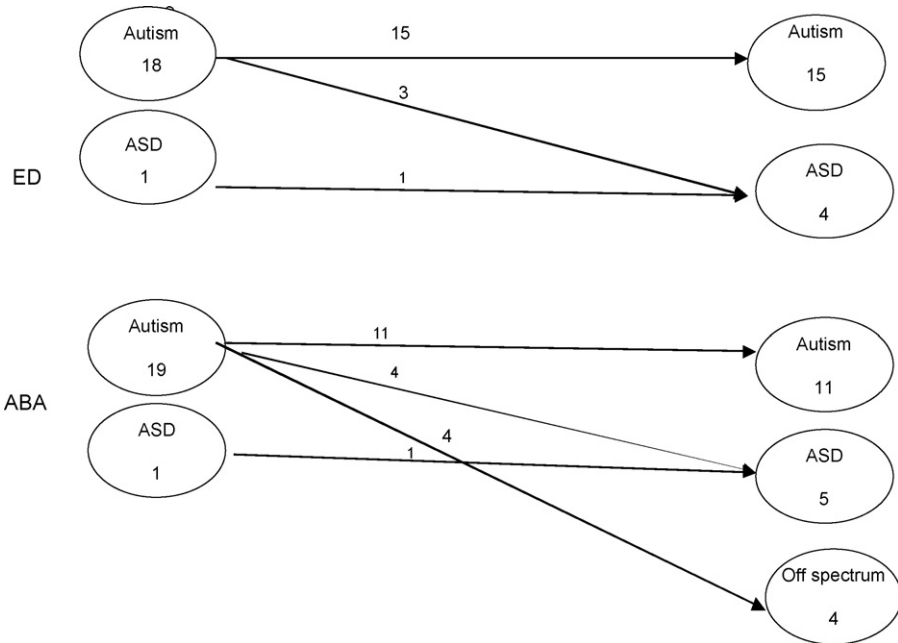 Autism
18
15
Autism
15
3
ASD
1
ED
1
ASD
4
Autism
19
11
Autism
11
4
ABA
ASD
1
4
1
ASD
5
Off spectrum
4